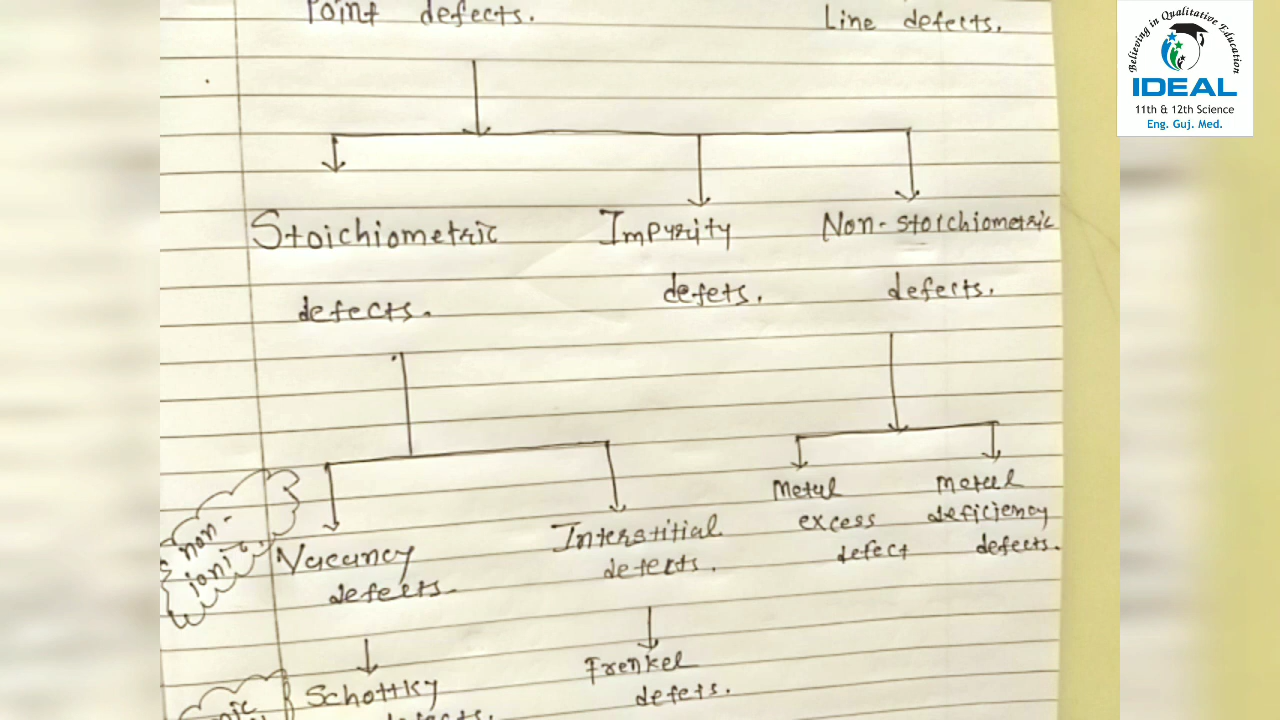 Point defects.
Line defects.
Believing in Qualitative Education
IDEAL
11th & 12th Science
Eng. Guj. Med.
Stoichiometric
defects.
Impurity
defets.
Non-stoichiometric
defects.
non-
ionic
Vacancy
defects.
Interstitial
defects.
Metal
excess
defect
Metal
deficiency
defects.
Schottky
defects.
Frenkel
defets.